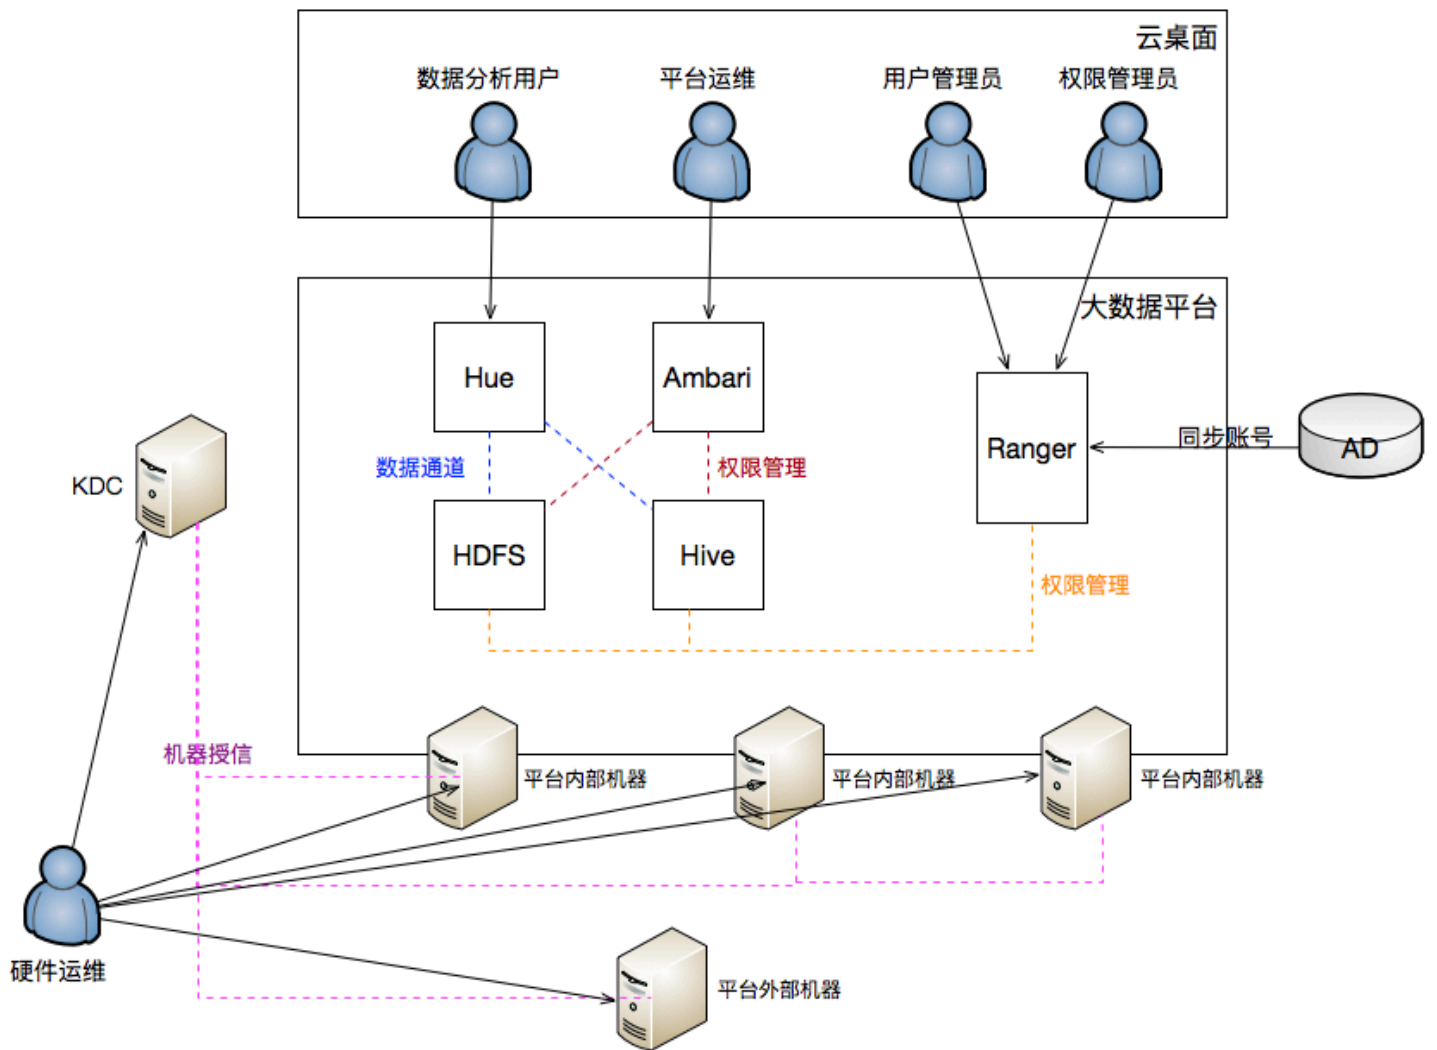 云桌面
数据分析用户
平台运维
用户管理员
权限管理员
大数据平台
Hue
Ambari
Ranger
同步账号
AD
数据通道
权限管理
KDC
HDFS
Hive
权限管理
机器授信
平台内部机器
平台内部机器
平台内部机器
硬件运维
平台外部机器